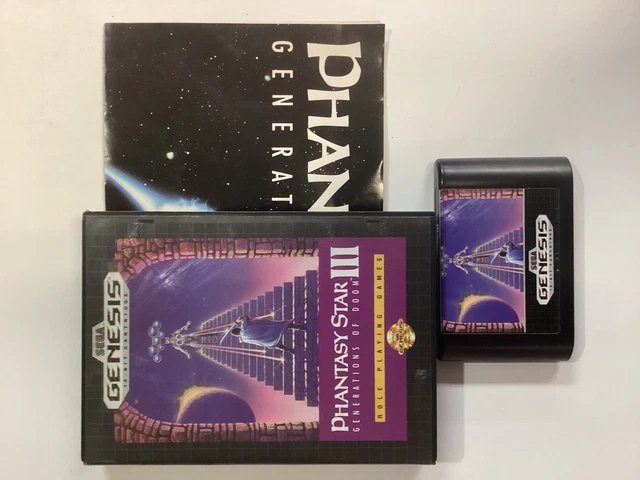 PHAN
GENERAT
SEGA
GENESIS
16-BIT CARTRIDGE
PHANTASY STAR III
GENERATIONS OF DOOM
ROLE PLAYING GAMES
SEGA
GENESIS